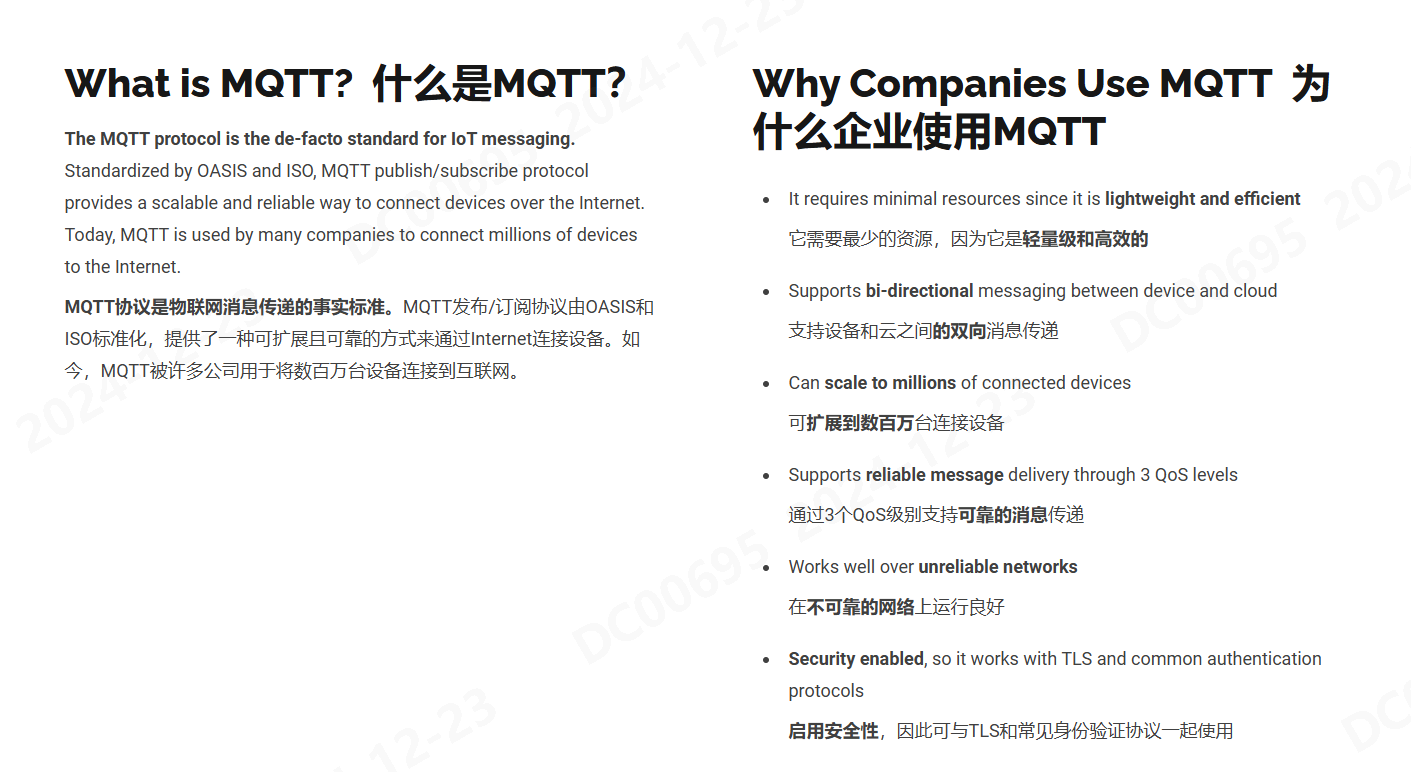 What is MQTT? 什么是MQTT?
The MQTT protocol is the de-facto standard for IoT messaging.
Standardized by OASIS and ISO, MQTT publish/subscribe protocol
provides a scalable and reliable way to connect devices over the Internet.
Today, MQTT is used by many companies to connect millions of devices
to the Internet.
MQTT协议是物联网消息传递的事实标准。MQTT发布/订阅协议由OASIS和
ISO标准化，提供了一种可扩展且可靠的方式来通过Internet连接设备。如
今，MQTT被许多公司用于将数百万台设备连接到互联网。
Why Companies Use MQTT 为
什么企业使用MQTT
• It requires minimal resources since it is lightweight and efficient
它需要最少的资源，因为它是轻量级和高效的
• Supports bi-directional messaging between device and cloud
支持设备和云之间的双向消息传递
• Can scale to millions of connected devices
可扩展到数百万台连接设备
• Supports reliable message delivery through 3 QoS levels
通过3个QoS级别支持可靠的消息传递
• Works well over unreliable networks
在不可靠的网络上运行良好
• Security enabled, so it works with TLS and common authentication
protocols
启用安全性，因此可与TLS和常见身份验证协议一起使用
DC00695 2024-12-23
DC00695 2024-12-23
DC00695 202
2024-12-23
12-23
DC0